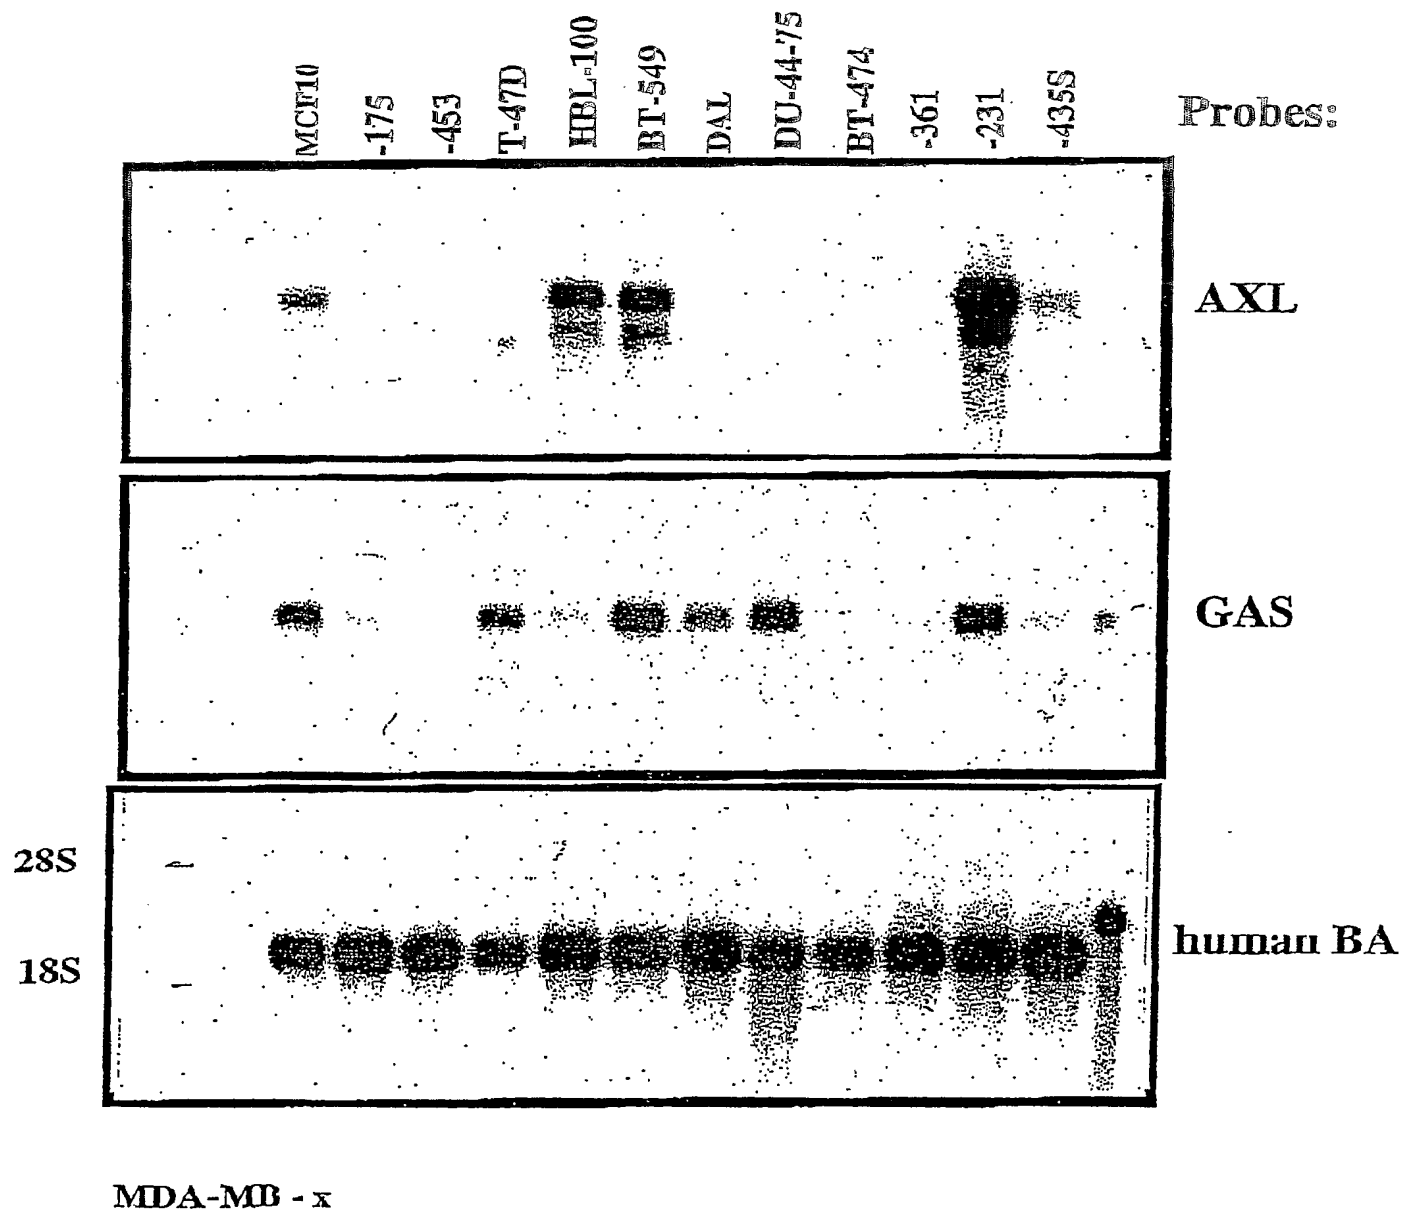 MCF10
-175
-453
T-47D
HBL-100
BT-549
DAL
DU-44-75
BT-474
-361
-231
-435S
Probes:
AXL
GAS
28S
18S
human BA
MDA-MB - x